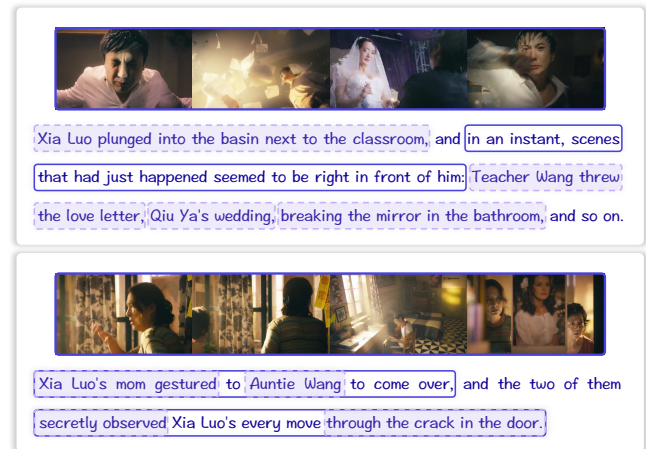 Xia Luo plunged into the basin next to the classroom, and in an instant, scenes
that had just happened seemed to be right in front of him: Teacher Wang threw
the love letter, Qiu Ya's wedding, breaking the mirror in the bathroom, and so on.
Xia Luo's mom gestured to Auntie Wang to come over, and the two of them
secretly observed Xia Luo's every move through the crack in the door.